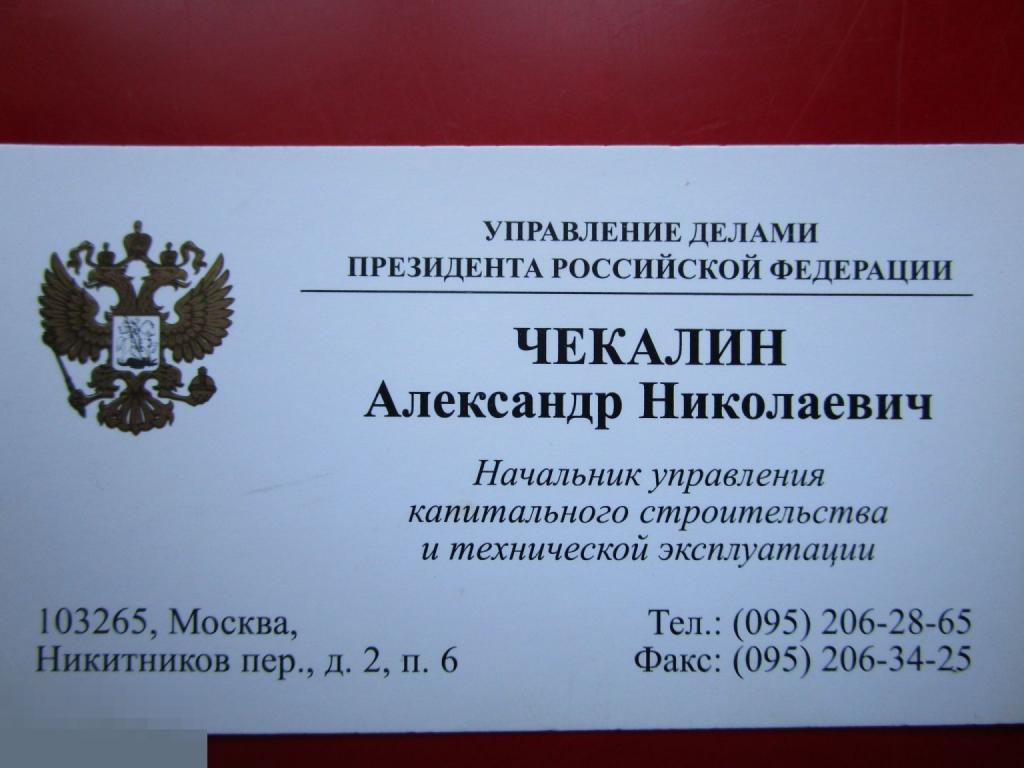 УПРАВЛЕНИЕ ДЕЛАМИ
ПРЕЗИДЕНТА РОССИЙСКОЙ ФЕДЕРАЦИИ
ЧЕКАЛИН
Александр Николаевич
Начальник управления
капитального строительства
и технической эксплуатации
103265, Москва,
Никитников пер., д. 2, п. 6
Тел.: (095) 206-28-65
Факс: (095) 206-34-25